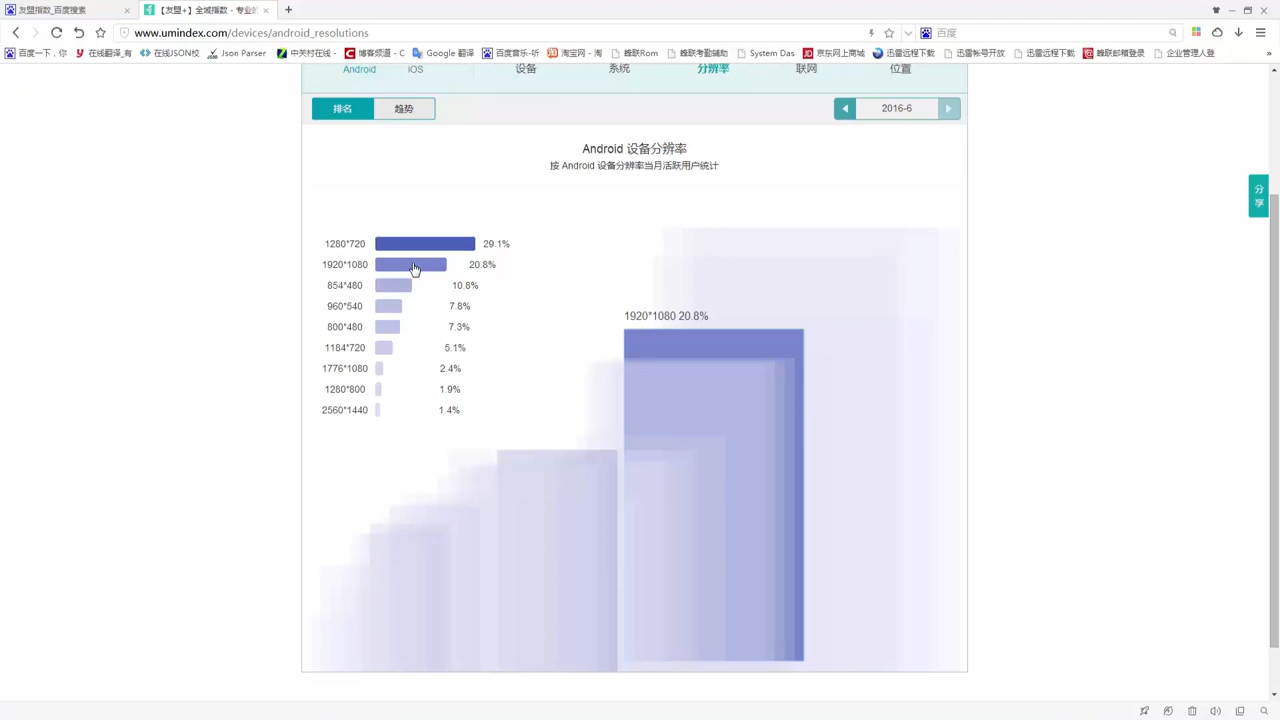 友盟指数_百度搜索
【友盟+】全域指数 - 专业的
www.umindex.com/devices/android_resolutions
百度
百度一下，你
在线翻译_有
在线JSON校
Json Parser
中关村在线 -
博客频道 - C
Google 翻译
百度音乐-听
淘宝网 - 淘
蜂联Rom
蜂联考勤辅助
System Das
京东网上商城
迅雷远程下载
迅雷帐号开放
迅雷远程下载
蜂联邮箱登录
企业管理人登
»
Android iOS 设备 系统 分辨率 联网 位置
排名 趋势 2016-6
Android 设备分辨率
按 Android 设备分辨率当月活跃用户统计
分享
1280*720 29.1%
1920*1080 20.8%
854*480 10.8%
960*540 7.8%
800*480 7.3%
1184*720 5.1%
1776*1080 2.4%
1280*800 1.9%
2560*1440 1.4%
1920*1080 20.8%